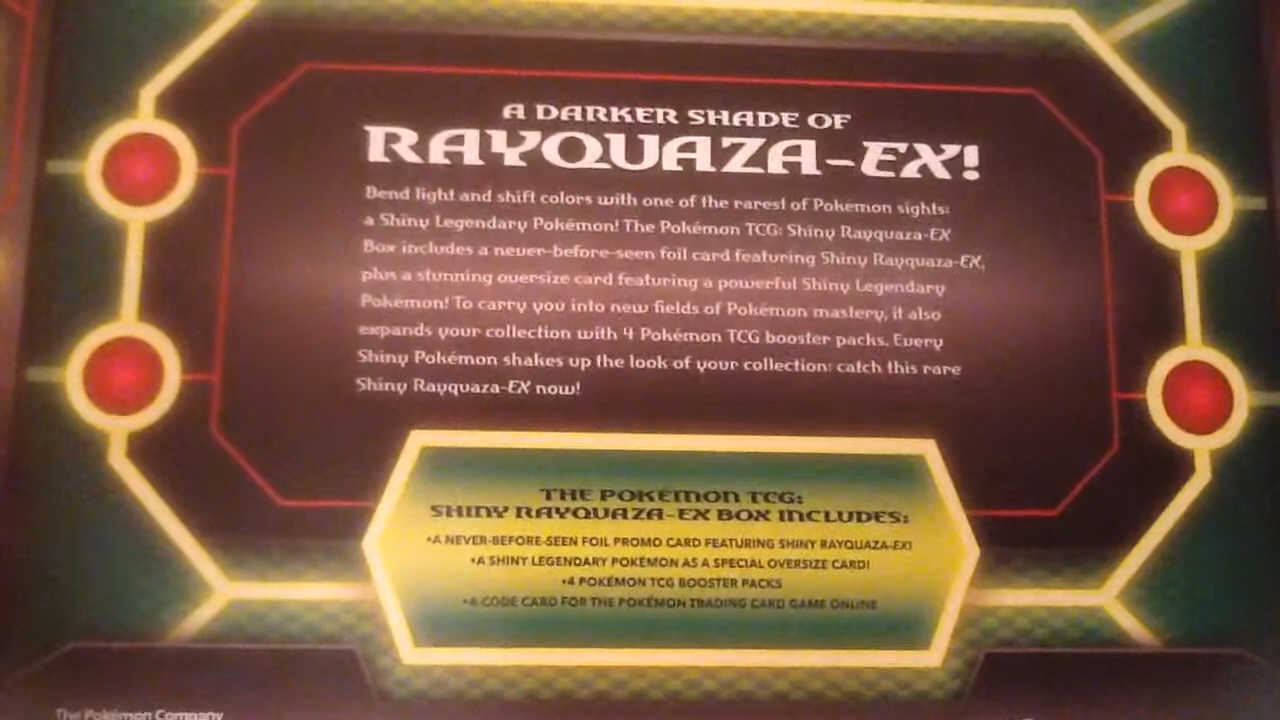 A DARKER SHADE OF
RAYQUAZA-EX!
Bend light and shift colors with one of the rarest of Pokémon sights:
a Shiny Legendary Pokémon! The Pokémon TCG: Shiny Rayquaza-EX
Box includes a never-before-seen foil card featuring Shiny Rayquaza-EX,
plus a stunning oversize card featuring a powerful Shiny Legendary
Pokémon! To carry you into new fields of Pokémon mastery, it also
expands your collection with 4 Pokémon TCG booster packs. Every
Shiny Pokémon shakes up the look of your collection: catch this rare
Shiny Rayquaza-EX now!
THE POKÉMON TCG:
SHINY RAYQUAZA-EX BOX INCLUDES:
•A NEVER-BEFORE-SEEN FOIL PROMO CARD FEATURING SHINY RAYQUAZA-EX!
•A SHINY LEGENDARY POKÉMON AS A SPECIAL OVERSIZE CARD!
•4 POKÉMON TCG BOOSTER PACKS
•A CODE CARD FOR THE POKÉMON TRADING CARD GAME ONLINE
The Pokémon Company